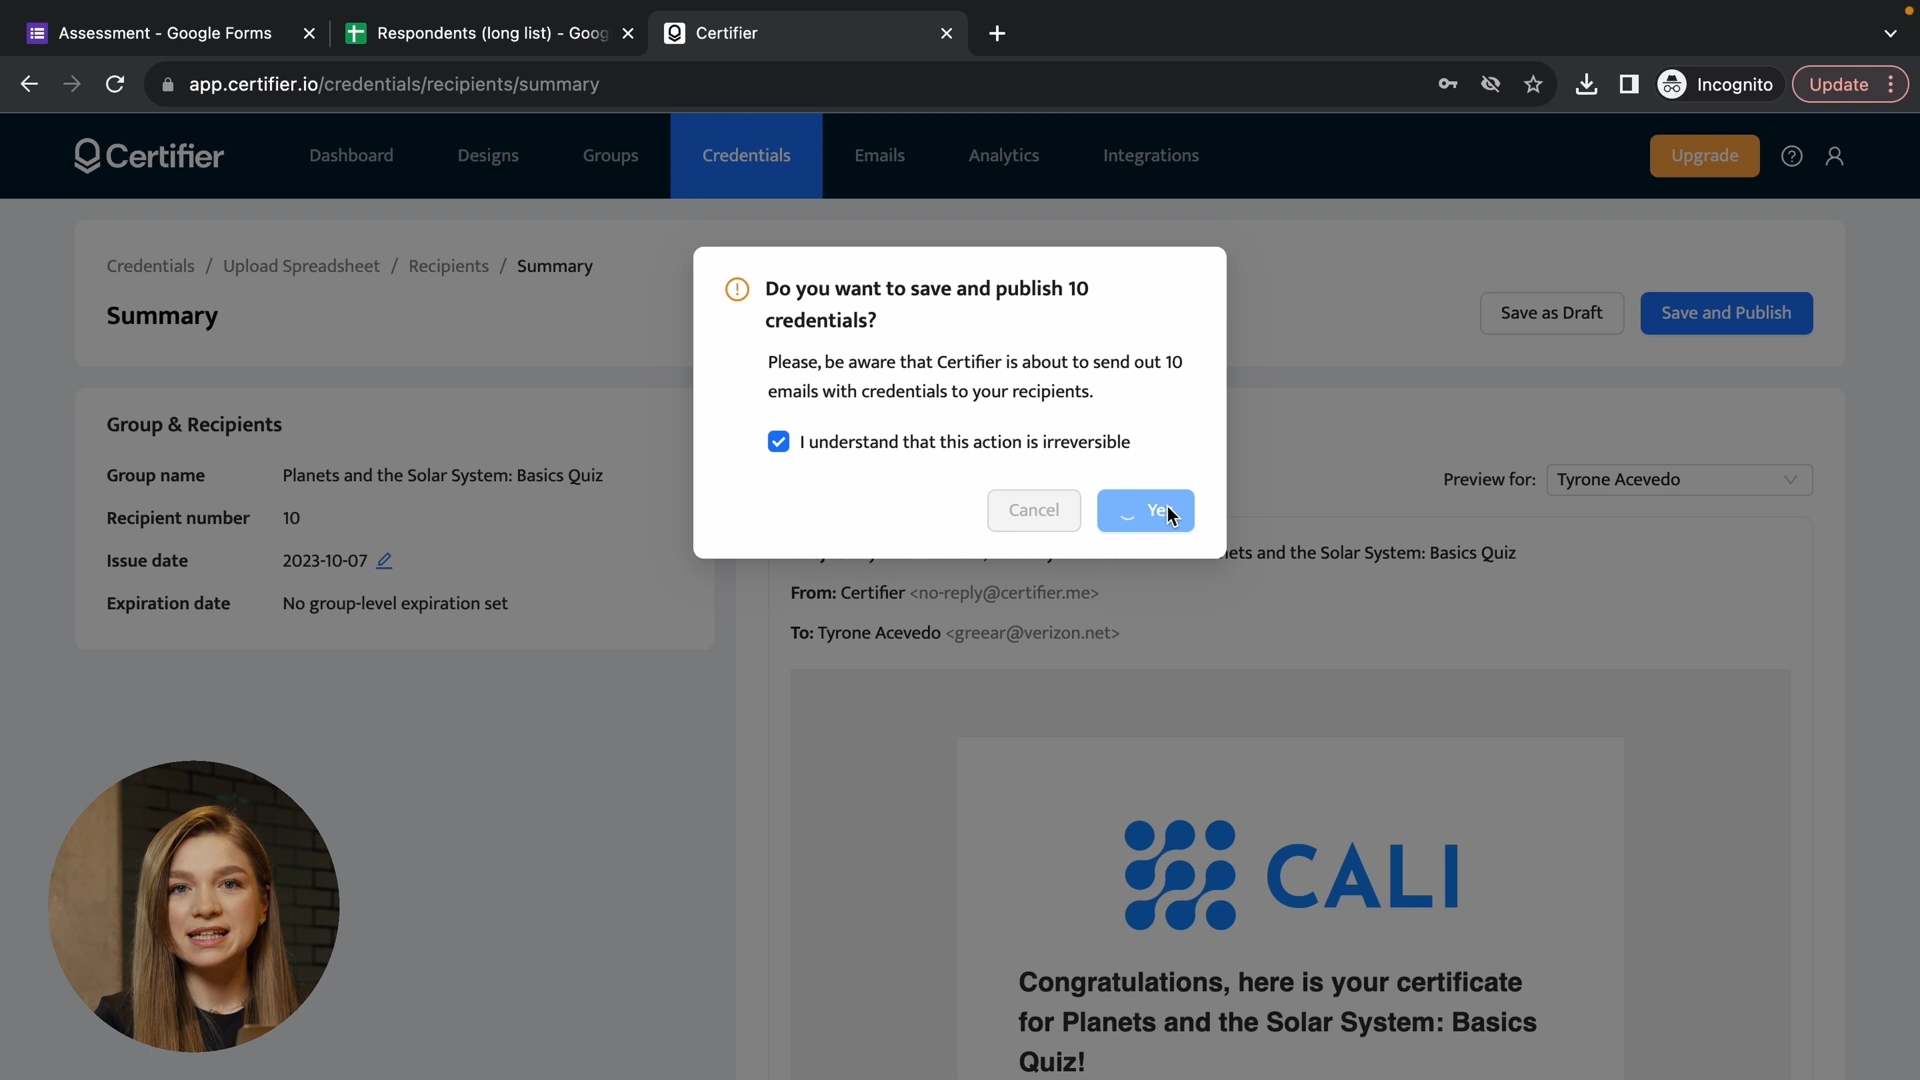 Assessment - Google Forms
Respondents (long list) - Goog
Certifier
app.certifier.io/credentials/recipients/summary
Incognito
Update
Certifier
Dashboard
Designs
Groups
Credentials
Emails
Analytics
Integrations
Upgrade
Credentials / Upload Spreadsheet / Recipients / Summary
Summary
Save as Draft
Save and Publish
Do you want to save and publish 10
credentials?
Please, be aware that Certifier is about to send out 10
emails with credentials to your recipients.
I understand that this action is irreversible
Cancel
Group & Recipients
Group name Planets and the Solar System: Basics Quiz
Recipient number 10
Issue date 2023-10-07
Expiration date No group-level expiration set
Preview for: Tyrone Acevedo
and the Solar System: Basics Quiz
From: Certifier <no-reply@certifier.me>
To: Tyrone Acevedo <greear@verizon.net>
CALI
Congratulations, here is your certificate
for Planets and the Solar System: Basics
Quiz!